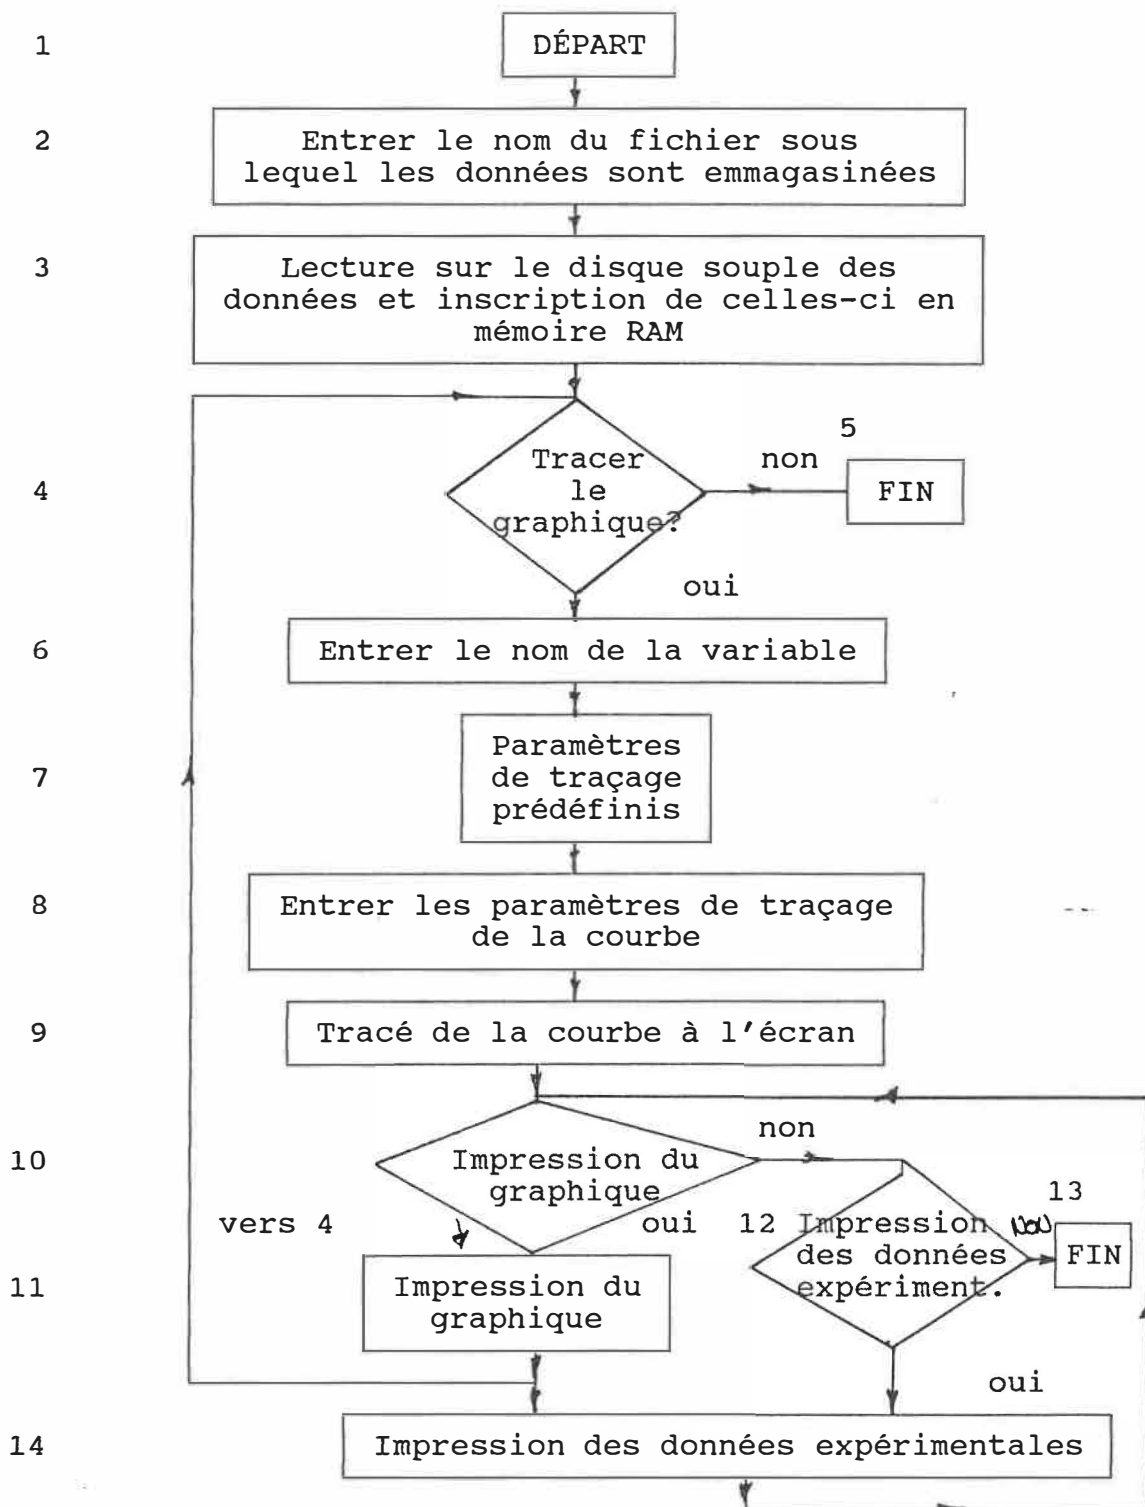 1
DÉPART
2
Entrer le nom du fichier sous
lequel les données sont emmagasinées
3
Lecture sur le disque souple des
données et inscription de celles-ci en
mémoire RAM
4
Tracer
le
graphique?
non
5
FIN
oui
6
Entrer le nom de la variable
7
Paramètres
de traçage
prédéfinis
8
Entrer les paramètres de traçage
de la courbe
9
Tracé de la courbe à l'écran
10
Impression du
graphique
non
vers 4
oui
12
Impression
des données
expériment.
NON
13
FIN
11
Impression du
graphique
oui
14
Impression des données expérimentales